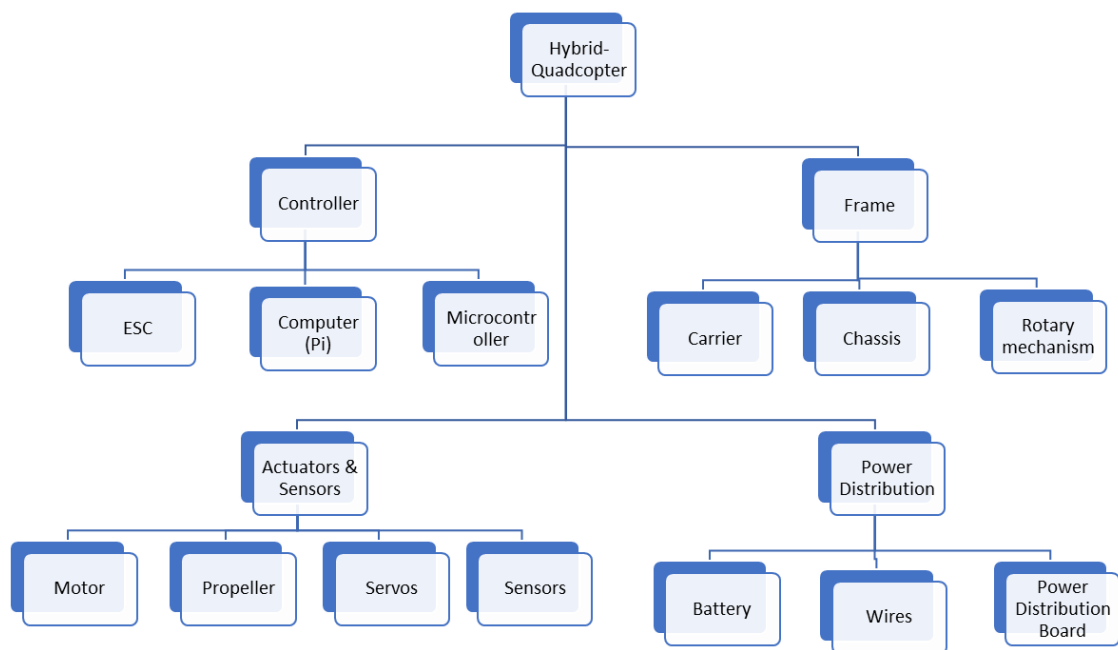 Hybrid-
Quadcopter
Controller
Frame
ESC
Computer
(Pi)
Microcontr
oller
Carrier
Chassis
Rotary
mechanism
Actuators &
Sensors
Power
Distribution
Motor
Propeller
Servos
Sensors
Battery
Wires
Power
Distribution
Board